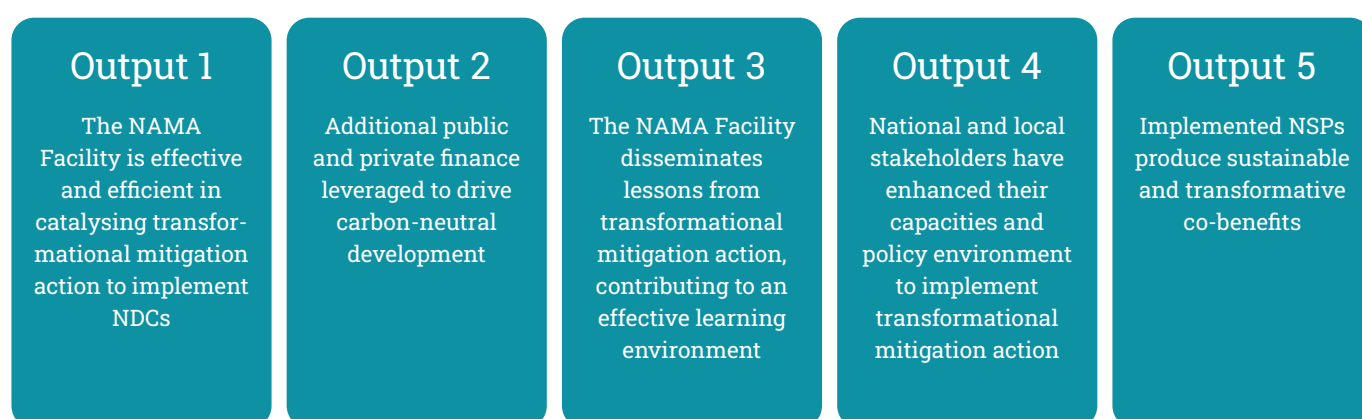 Output 1
The NAMA
Facility is effective
and efficient in
catalysing transfor-
mational mitigation
action to implement
NDCs
Output 2
Additional public
and private finance
leveraged to drive
carbon-neutral
development
Output 3
The NAMA Facility
disseminates
lessons from
transformational
mitigation action,
contributing to an
effective learning
environment
Output 4
National and local
stakeholders have
enhanced their
capacities and
policy environment
to implement
transformational
mitigation action
Output 5
Implemented NSPs
produce sustainable
and transformative
co-benefits